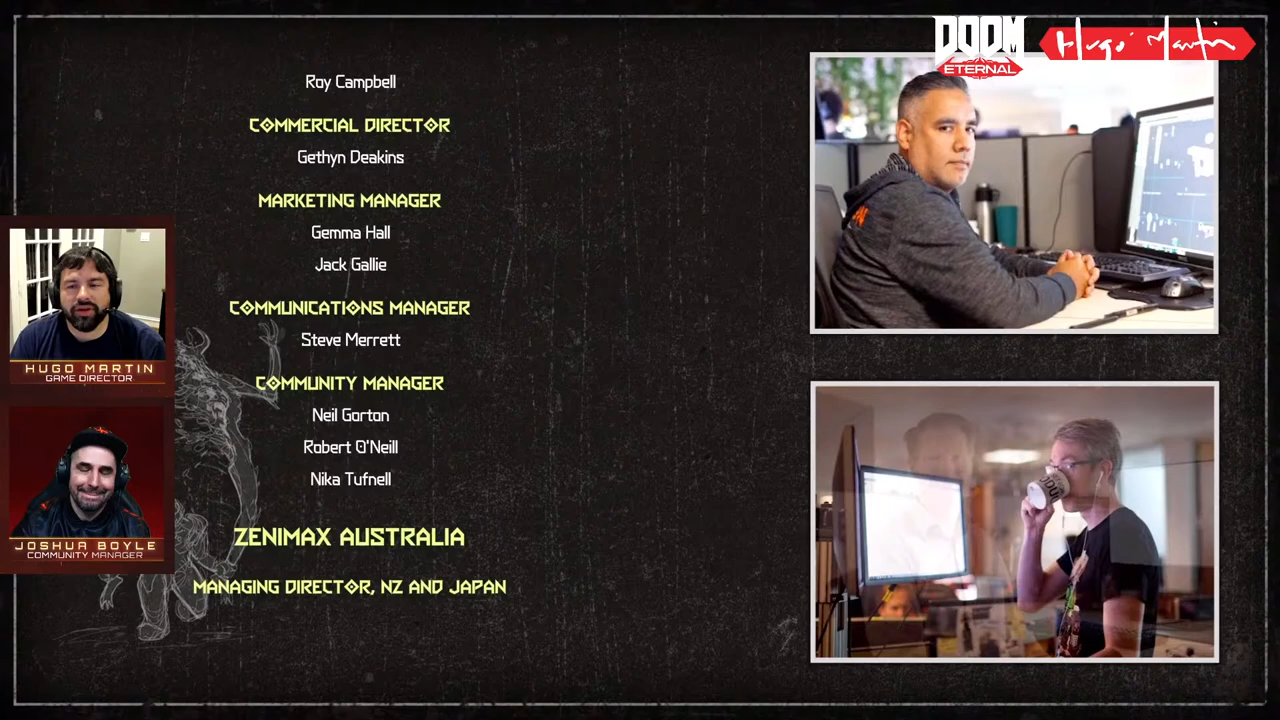 DOOM
ETERNAL
Hugo Martin
Roy Campbell
COMMERCIAL DIRECTOR
Gethyn Deakins
MARKETING MANAGER
Gemma Hall
Jack Gallie
COMMUNICATIONS MANAGER
Steve Merrett
COMMUNITY MANAGER
Neil Gorton
Robert O'Neill
Nika Tufnell
ZENIMAX AUSTRALIA
MANAGING DIRECTOR, NZ AND JAPAN
HUGO MARTIN
GAME DIRECTOR
JOSHUA BOYLE
COMMUNITY MANAGER